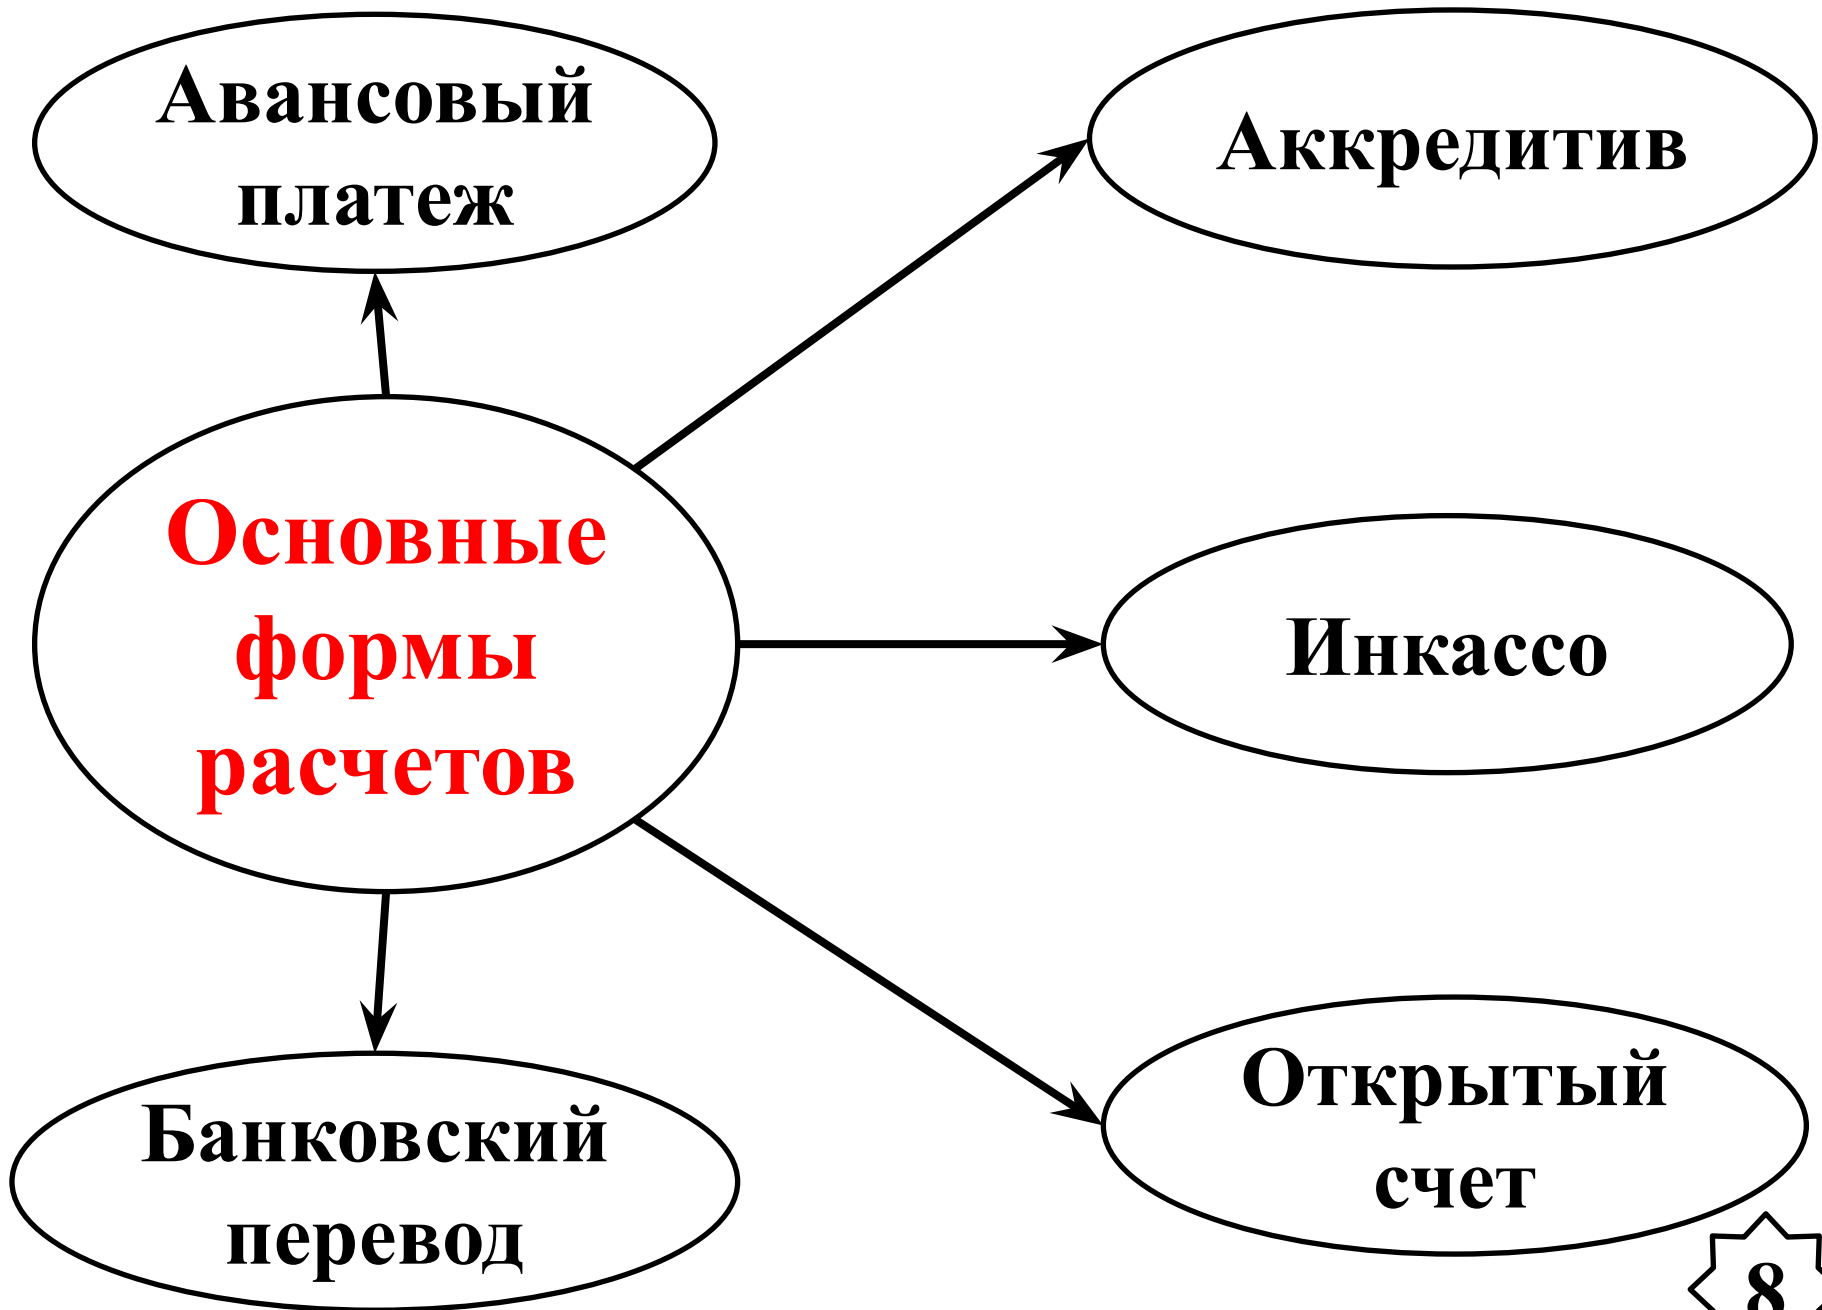 Авансовый
платеж
Аккредитив
Основные
формы
расчетов
Инкассо
Банковский
перевод
Открытый
счет
8